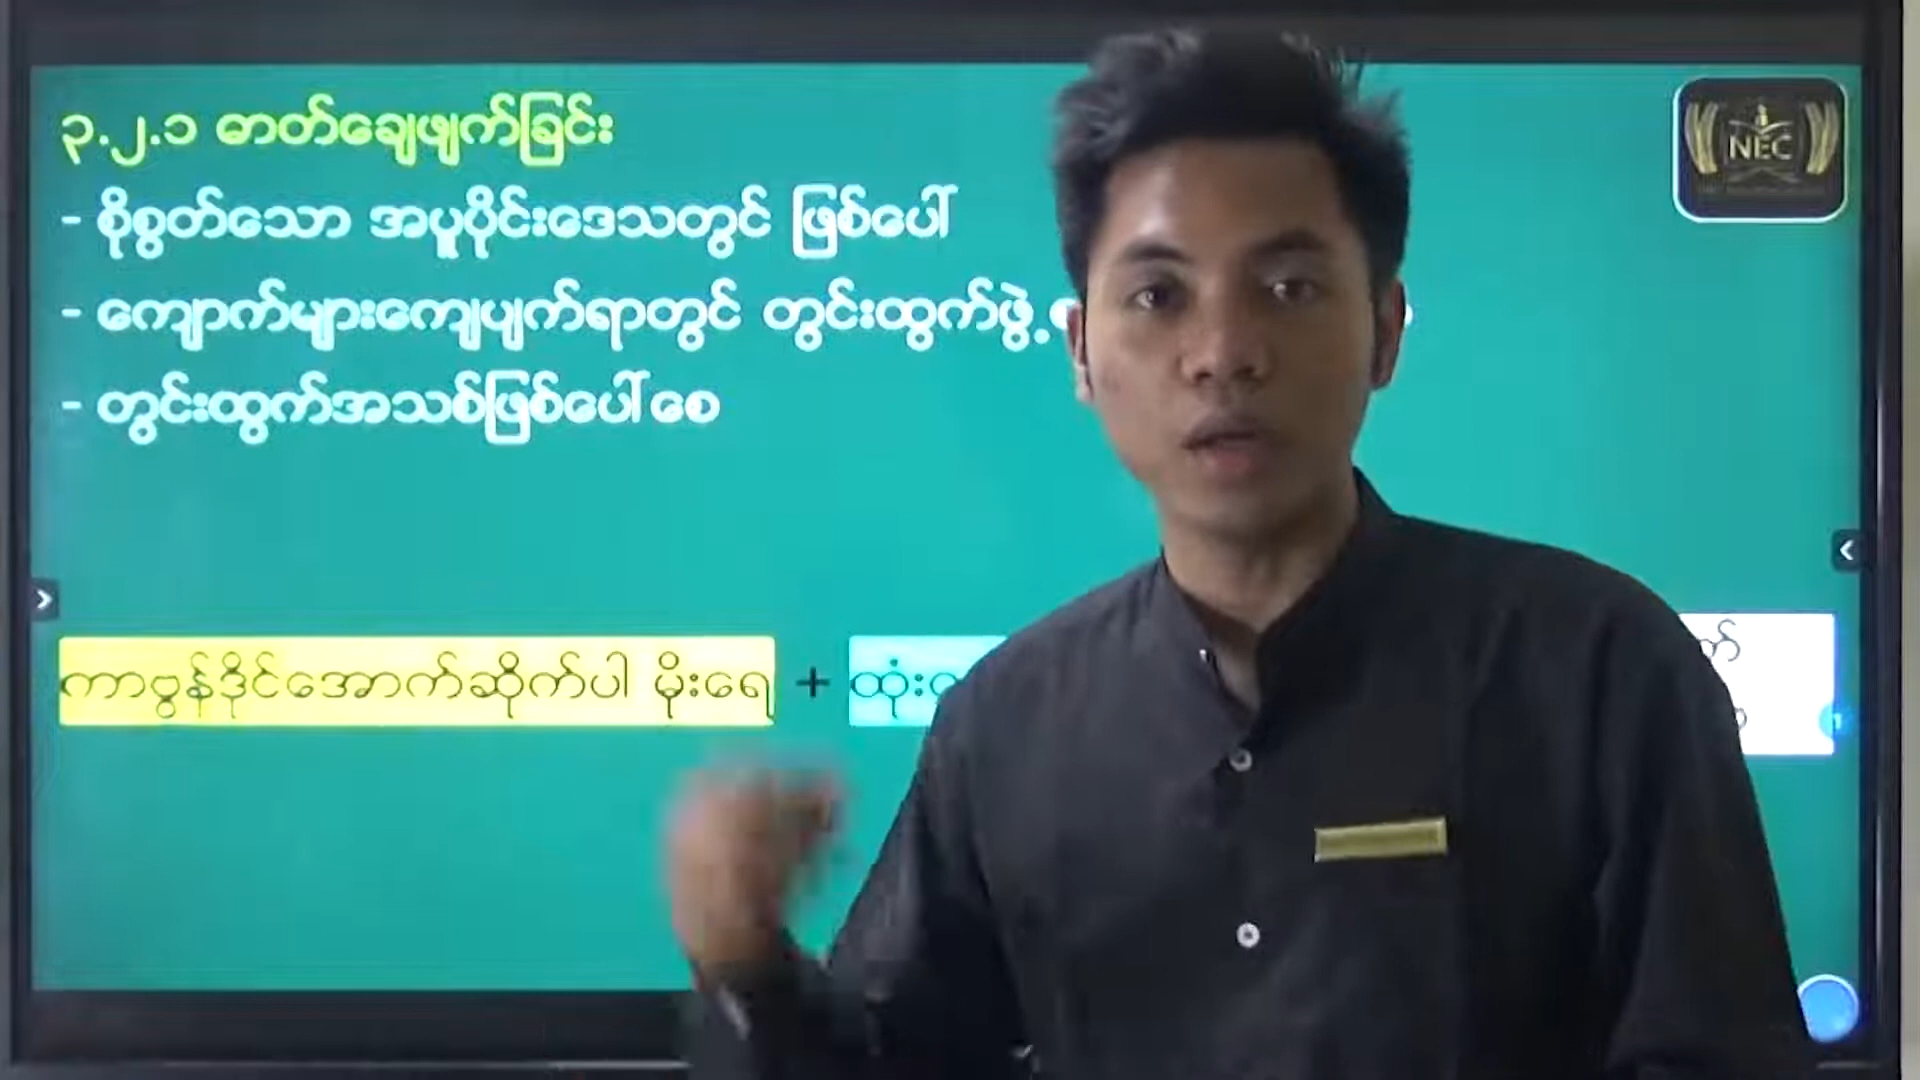 ၃.၂.၁ ဓာတ်ချေဖျက်ခြင်း
NEC
- စိုစွတ်သော အပူပိုင်းဒေသတွင် ဖြစ်ပေါ်
- ကျောက်များကျေပျက်ရာတွင် တွင်းထွက်ဖွဲ့
- တွင်းထွက်အသစ်ဖြစ်ပေါ်စေ
ကာဗွန်ဒိုင်အောက်ဆိုက်ပါ မိုးရေ + ထုံး